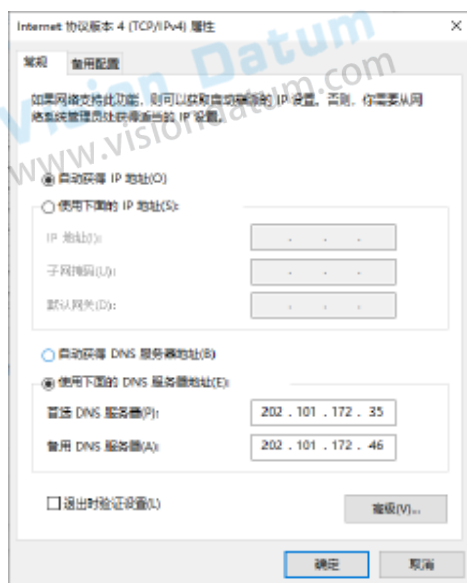 Internet 协议版本 4 (TCP/IPv4) 属性
常规 备用配置
如果网络支持此功能，则可以获取自动指派的 IP 设置。否则，你需要从网
络系统管理员处获得适当的 IP 设置。
自动获得 IP 地址(O)
使用下面的 IP 地址(S):
IP 地址(I):
子网掩码(U):
默认网关(D):
自动获得 DNS 服务器地址(B)
使用下面的 DNS 服务器地址(E):
首选 DNS 服务器(P): 202 . 101 . 172 . 35
备用 DNS 服务器(A): 202 . 101 . 172 . 46
退出时验证设置(L)
高级(V)...
确定 取消
Vision Datum
www.visiondatum.com